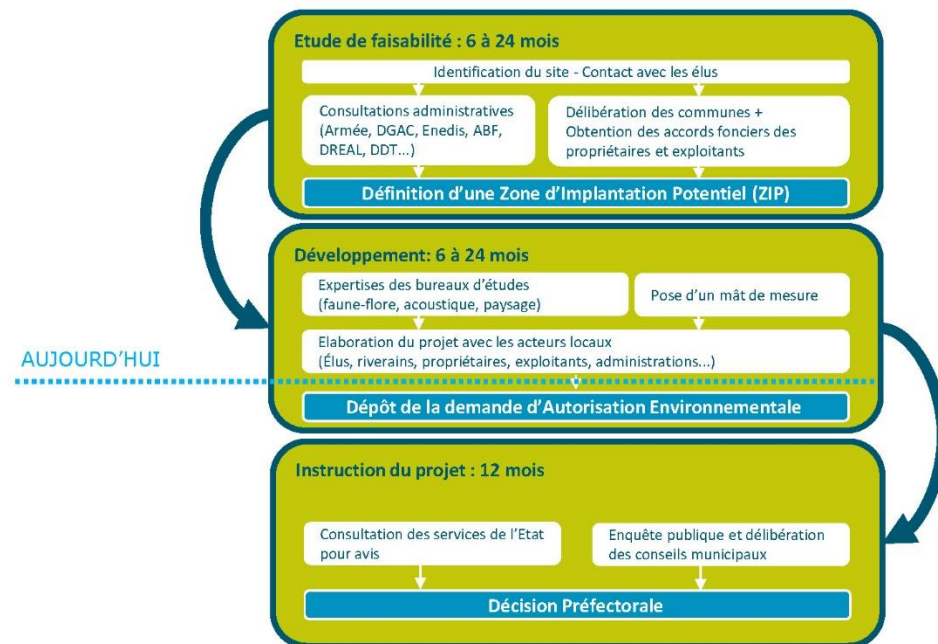 Etude de faisabilité : 6 à 24 mois
Identification du site - Contact avec les élus
Consultations administratives
(Armée, DGAC, Enedis, ABF,
DREAL, DDT...)
Délibération des communes +
Obtention des accords fonciers des
propriétaires et exploitants
Définition d'une Zone d'Implantation Potentiel (ZIP)
Développement: 6 à 24 mois
Expertises des bureaux d'études
(faune-flore, acoustique, paysage)
Pose d'un mât de mesure
Elaboration du projet avec les acteurs locaux
(Élus, riverains, propriétaires, exploitants, administrations...)
AUJOURD'HUI
Dépôt de la demande d'Autorisation Environnementale
Instruction du projet : 12 mois
Consultation des services de l'Etat
pour avis
Enquête publique et délibération
des conseils municipaux
Décision Préfectorale